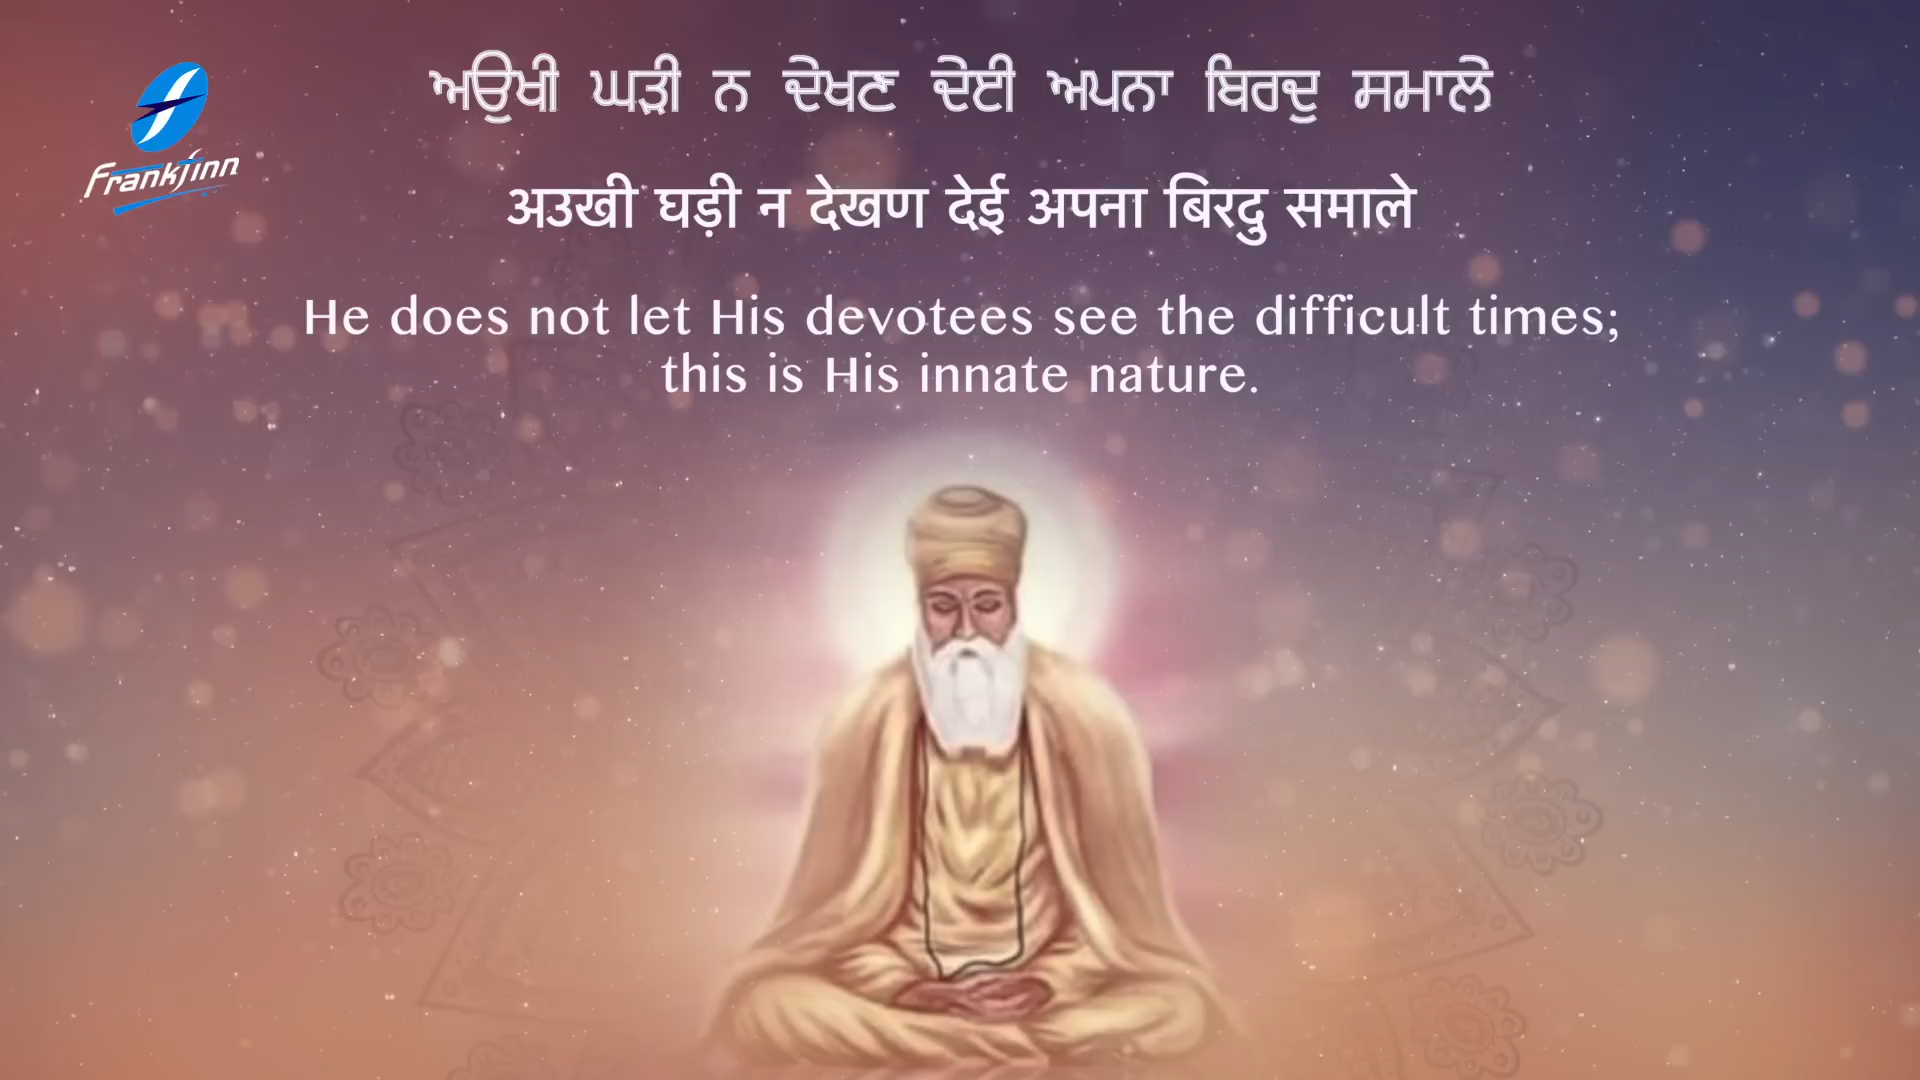 Frankfinn
ਅਉਖੀ ਘੜੀ ਨ ਦੇਖਣ ਦੇਈ ਅਪਨਾ ਬਿਰਦੁ ਸਮਾਲੇ
अउखी घड़ी न देखण देई अपना बिरदु समाले
He does not let His devotees see the difficult times;
this is His innate nature.